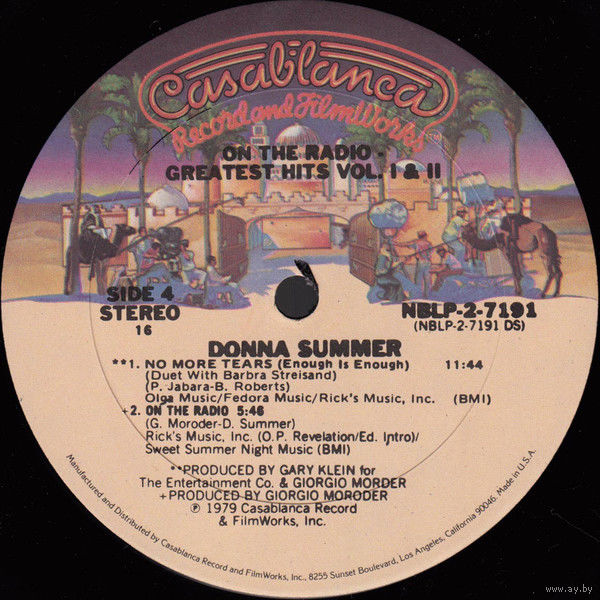 Casablanca
Record and FilmWorks
ON THE RADIO -
GREATEST HITS VOL. I & II
SIDE 4
STEREO
16
NBLP-2-7191
(NBLP-2-7191 DS)
DONNA SUMMER
**1. NO MORE TEARS (Enough Is Enough) 11:44
(Duet With Barbra Streisand)
(P. Jabara-B. Roberts)
Olga Music/Fedora Music/Rick's Music, Inc. (BMI)
+2. ON THE RADIO 5:46
(G. Moroder-D. Summer)
Rick's Music, Inc. (O.P. Revelation/Ed. Intro)/
Sweet Summer Night Music (BMI)
**PRODUCED BY GARY KLEIN for
The Entertainment Co. & GIORGIO MORDER
+PRODUCED BY GIORGIO MORODER
℗ 1979 Casablanca Record
& FilmWorks, Inc.
Manufactured and Distributed by Casablanca Record and FilmWorks, Inc., 8255 Sunset Boulevard, Los Angeles, California 90046. Made in U.S.A.
www.ay.by